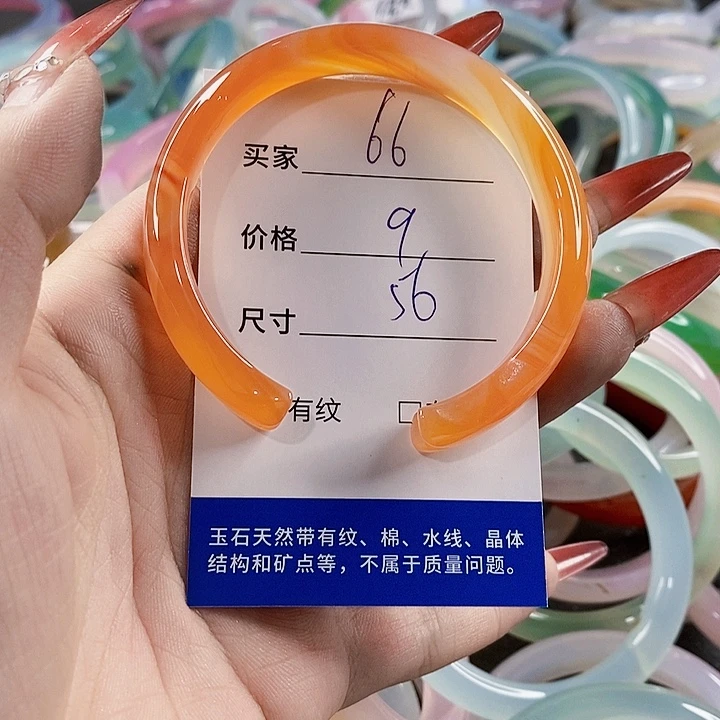 买家 66
价格 9
尺寸 56
有纹 □
玉石天然带有纹、棉、水线、晶体
结构和矿点等，不属于质量问题。